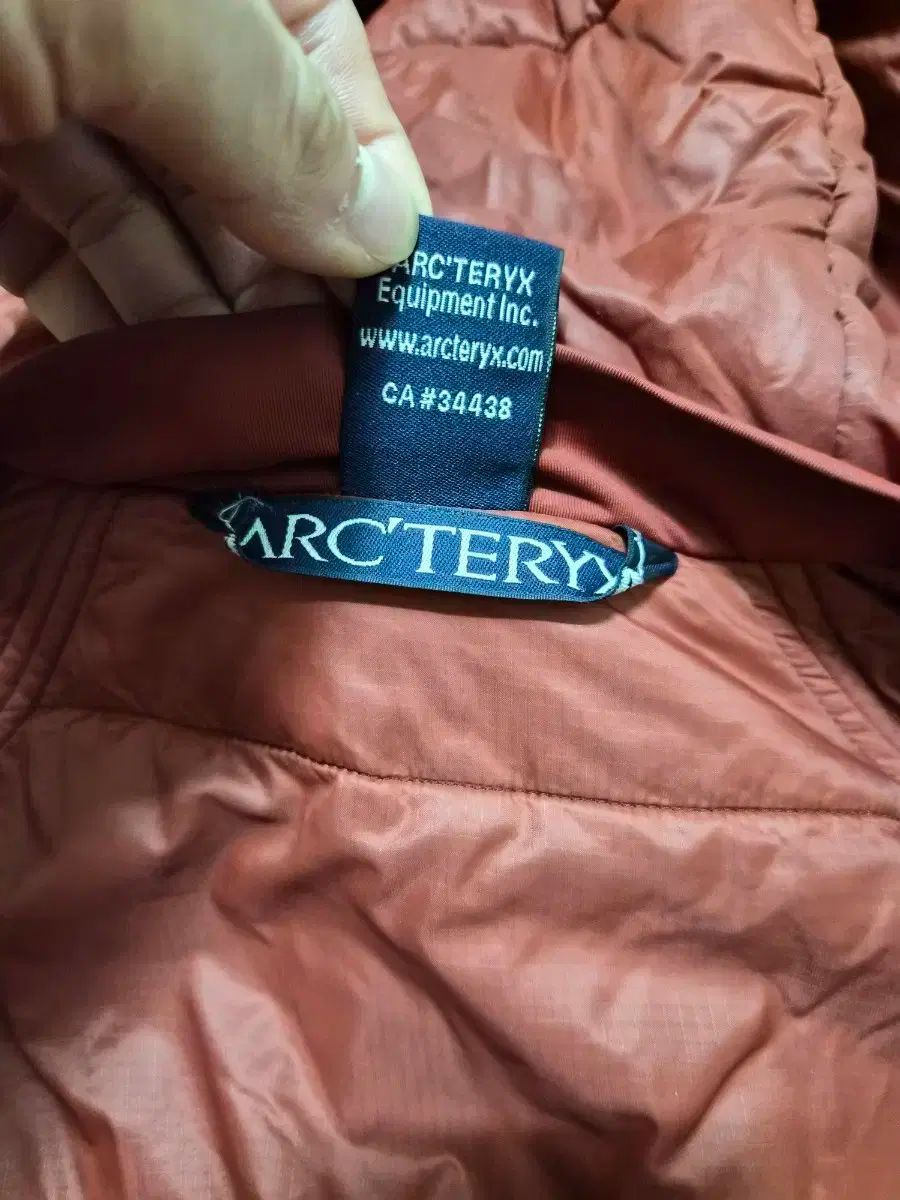 ARC'TERYX
Equipment Inc.
www.arcteryx.com
CA #34438
ARC'TERYX